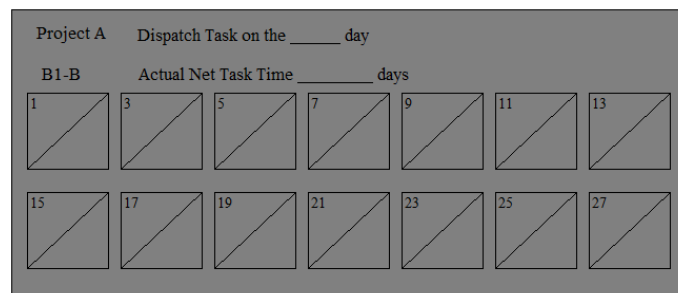 Project A Dispatch Task on the ______ day
B1-B Actual Net Task Time _________ days
1 3 5 7 9 11 13
15 17 19 21 23 25 27